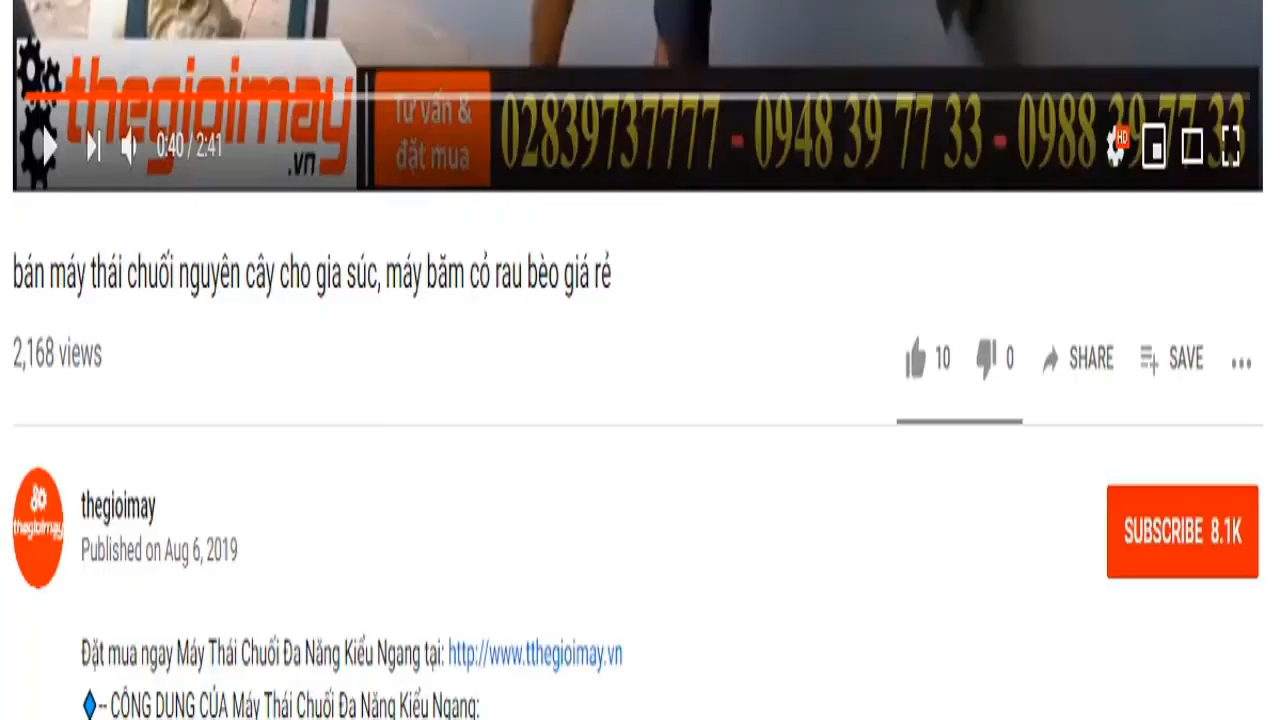 thegioimay
.vn
Tư vấn &
đặt mua
02839737777 - 0948 39 77 33 - 0988 39 77 33
HD
0:40 / 2:41
bán máy thái chuối nguyên cây cho gia súc, máy băm cỏ rau bèo giá rẻ
2,168 views
10 0 SHARE SAVE
thegioimay
thegioimay
Published on Aug 6, 2019
SUBSCRIBE 8.1K
Đặt mua ngay Máy Thái Chuối Đa Năng Kiểu Ngang tại: http://www.tthegioimay.vn
-- CÔNG DỤNG CỦA Máy Thái Chuối Đa Năng Kiểu Ngang: